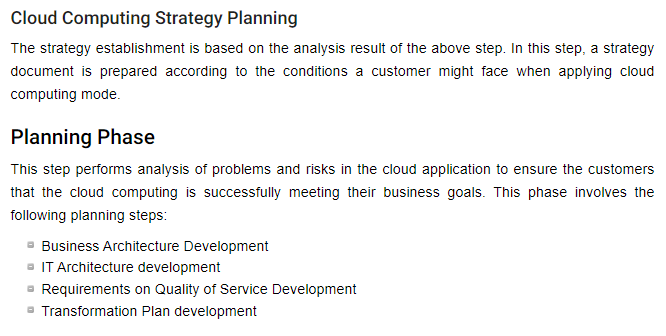 Cloud Computing Strategy Planning
The strategy establishment is based on the analysis result of the above step. In this step, a strategy
document is prepared according to the conditions a customer might face when applying cloud
computing mode.
Planning Phase
This step performs analysis of problems and risks in the cloud application to ensure the customers
that the cloud computing is successfully meeting their business goals. This phase involves the
following planning steps:
Business Architecture Development
IT Architecture development
Requirements on Quality of Service Development
Transformation Plan development